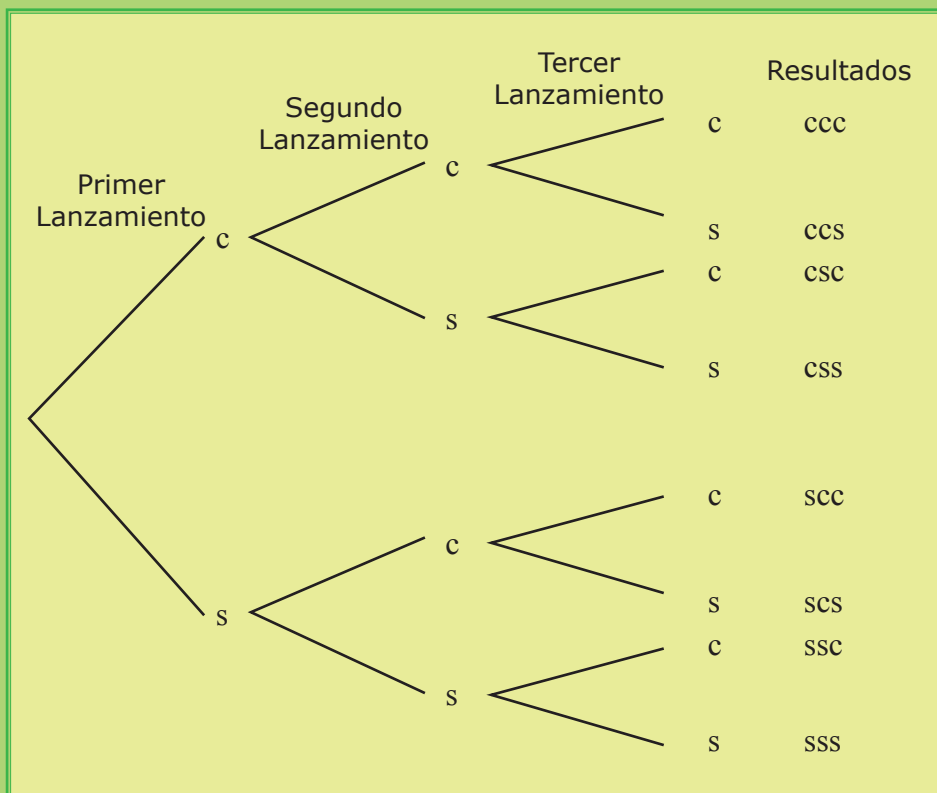 Tercer
Lanzamiento
Resultados
Segundo
Lanzamiento
Primer
Lanzamiento
c ccc
c
s ccs
c
c csc
s
s css
c scc
c
s scs
s
c ssc
s
s sss